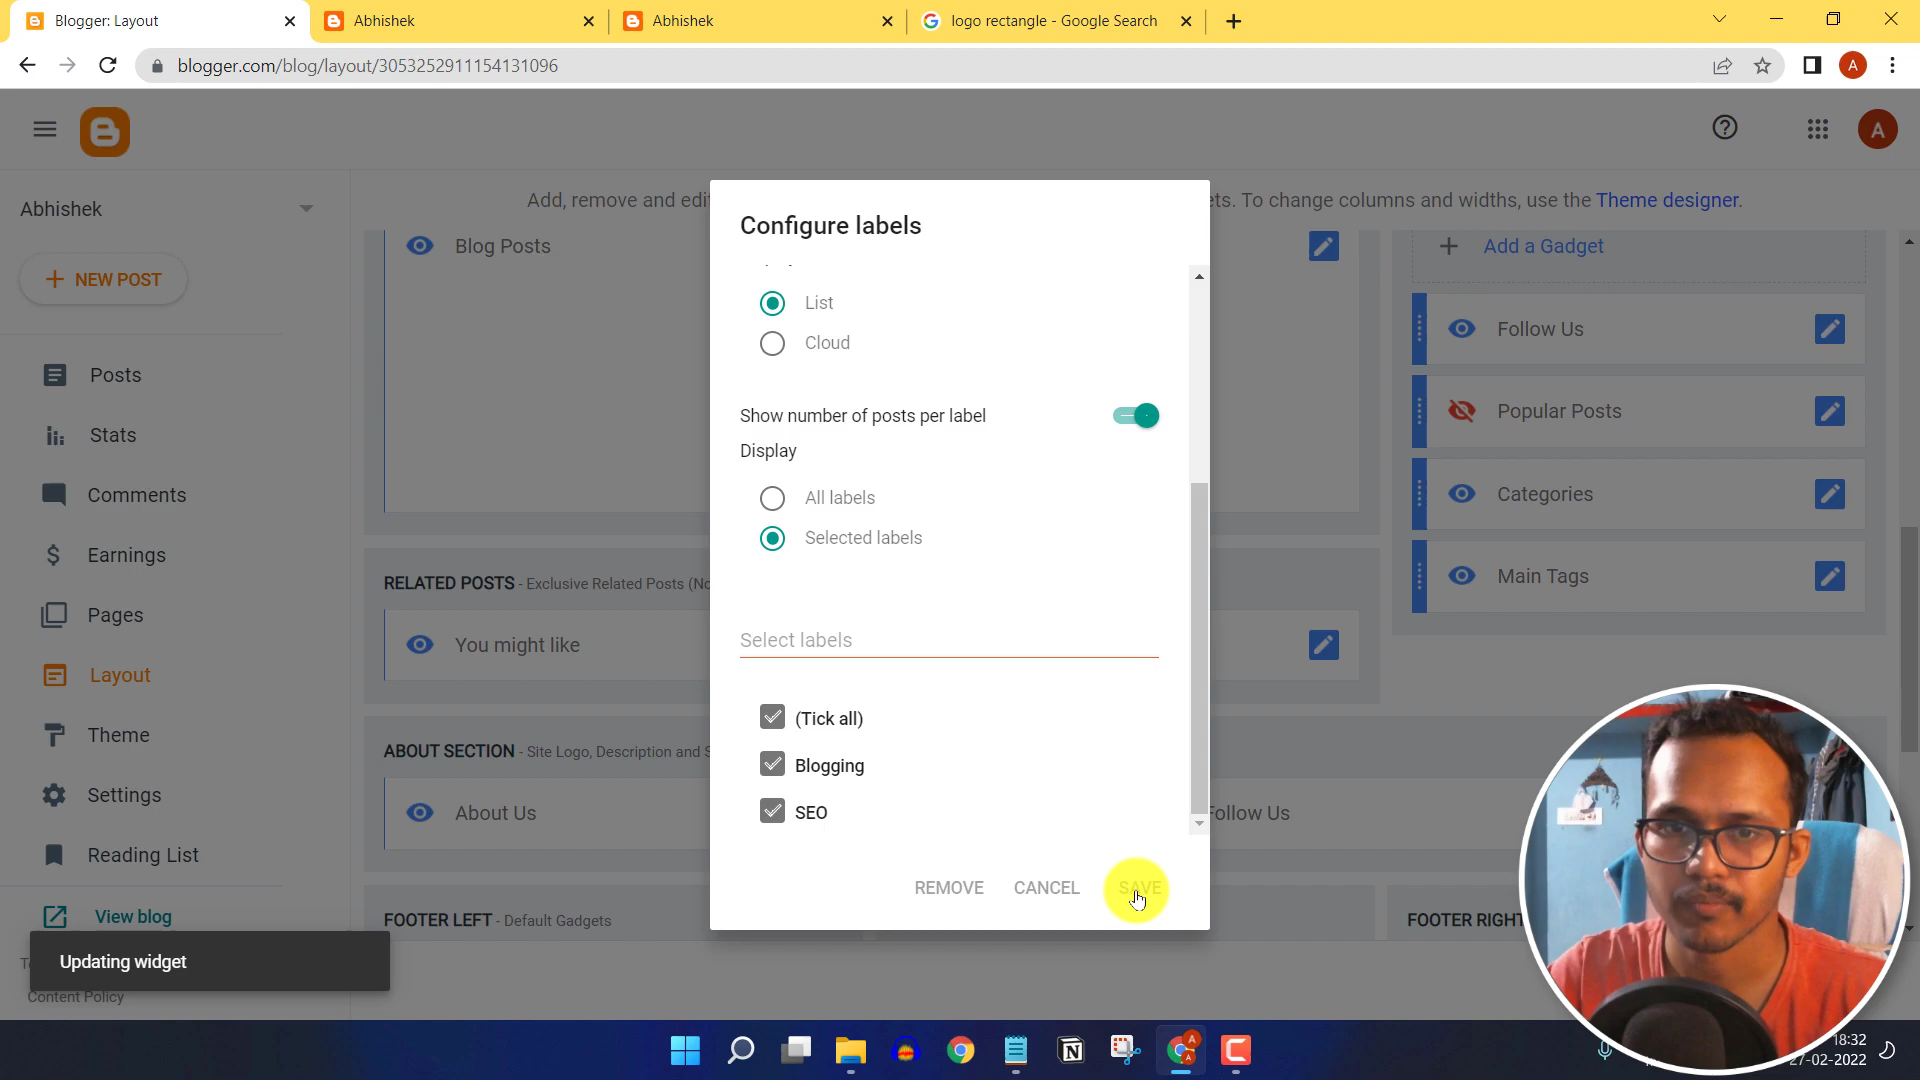 Blogger: Layout
Abhishek
Abhishek
logo rectangle - Google Search
blogger.com/blog/layout/3053252911154131096
A
A
Abhishek
NEW POST
Posts
Stats
Comments
Earnings
Pages
Layout
Theme
Settings
Reading List
View blog
Content Policy
Updating widget
Add, remove and edi
ets. To change columns and widths, use the Theme designer.
Blog Posts
RELATED POSTS - Exclusive Related Posts (No
You might like
ABOUT SECTION - Site Logo, Description and S
About Us
Follow Us
FOOTER LEFT - Default Gadgets
FOOTER RIGHT
Add a Gadget
Follow Us
Popular Posts
Categories
Main Tags
Configure labels
List
Cloud
Show number of posts per label
Display
All labels
Selected labels
Select labels
(Tick all)
Blogging
SEO
REMOVE
CANCEL
SAVE
18:32
27-02-2022